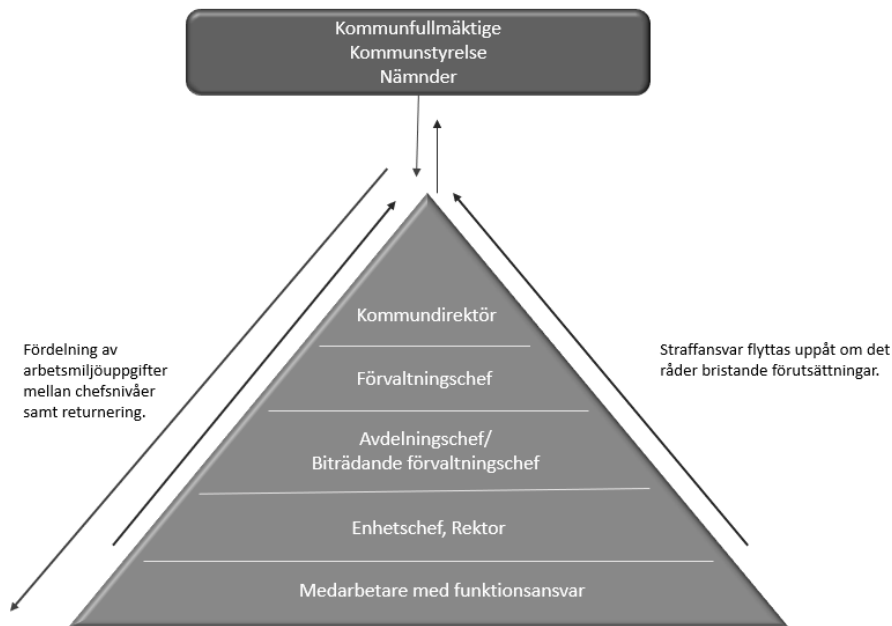 Kommunfullmäktige
Kommunstyrelse
Nämnder
Kommundirektör
Förvaltningschef
Avdelningschef/
Biträdande förvaltningschef
Enhetschef, Rektor
Medarbetare med funktionsansvar
Fördelning av
arbetsmiljöuppgifter
mellan chefsnivåer
samt returnering.
Straffansvar flyttas uppåt om det
råder bristande förutsättningar.